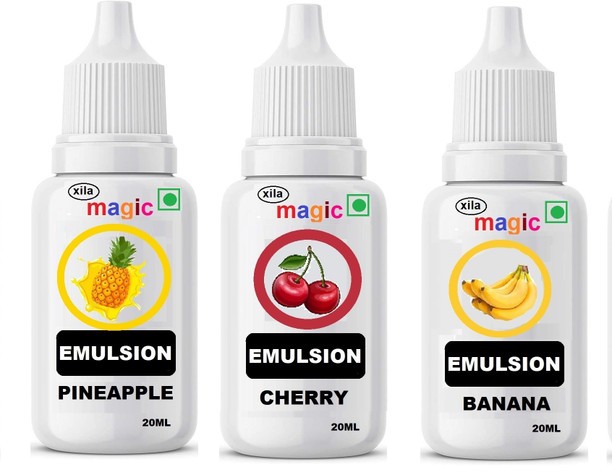 xila
magic
EMULSION
PINEAPPLE
20ML
xila
magic
EMULSION
CHERRY
20ML
xila
magic
EMULSION
BANANA
20ML